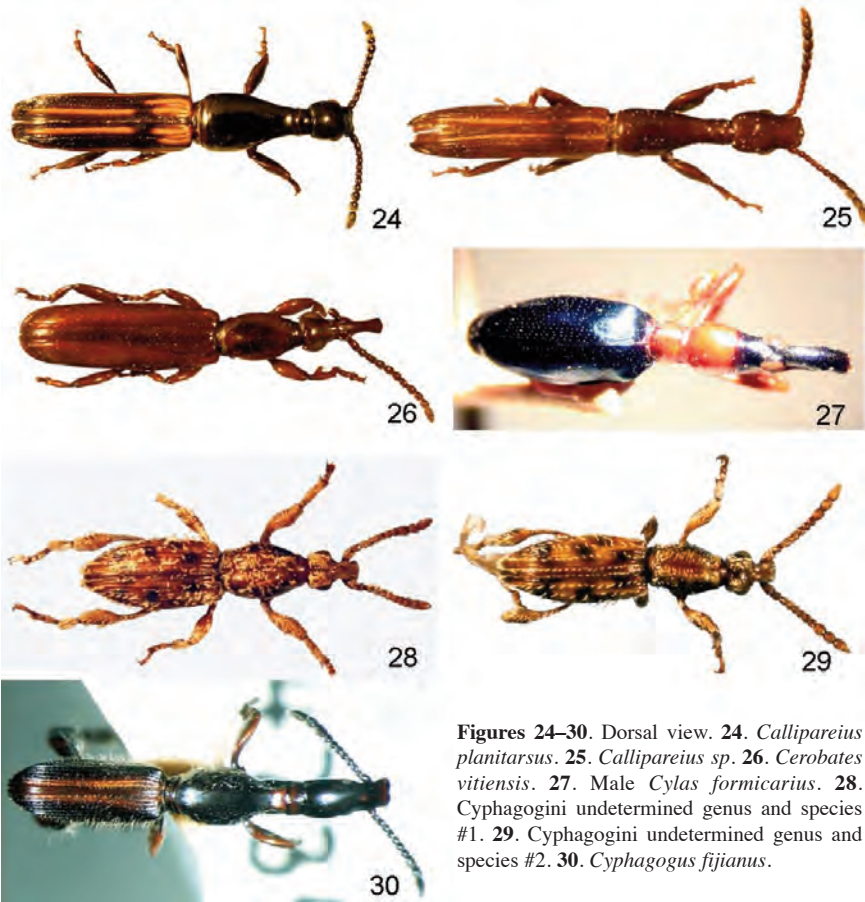 24
25
26
27
28
29
30
Figures 24–30. Dorsal view. 24. Callipareius
planitarsus. 25. Callipareius sp. 26. Cerobates
vitiensis. 27. Male Cylas formicarius. 28.
Cyphagogini undetermined genus and species
#1. 29. Cyphagogini undetermined genus and
species #2. 30. Cyphagogus fijianus.